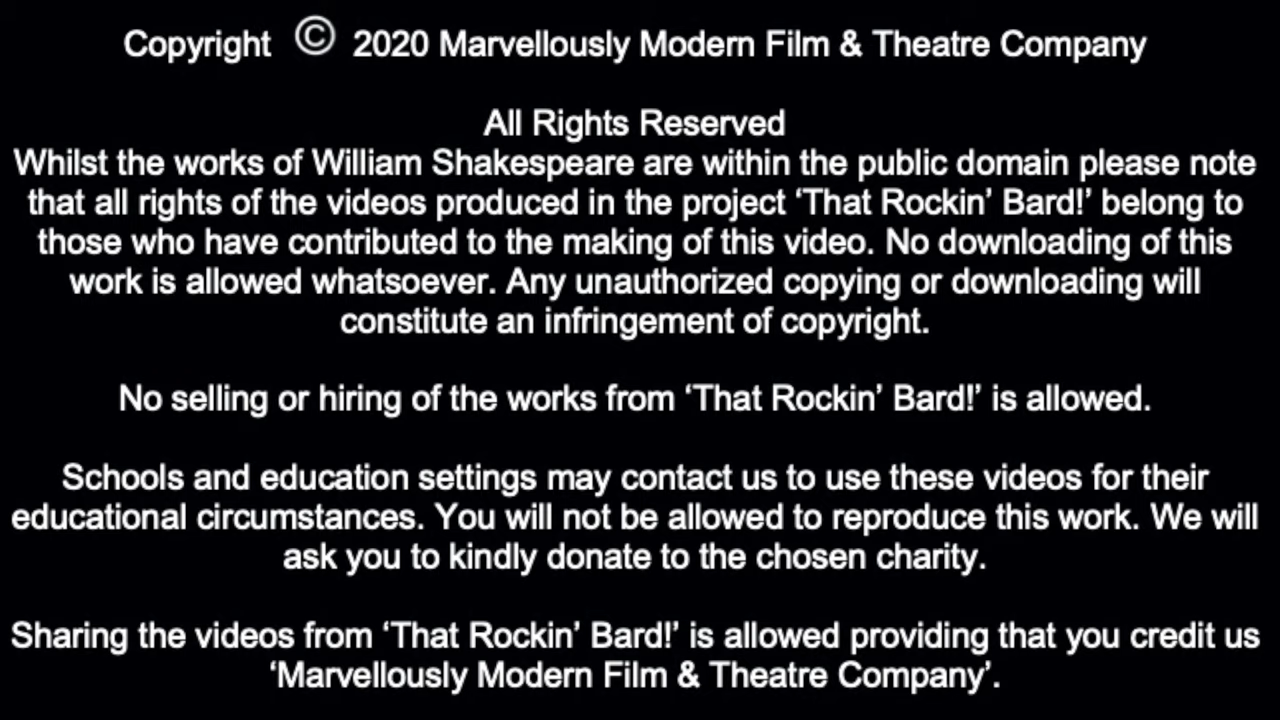 Copyright © 2020 Marvellously Modern Film & Theatre Company
All Rights Reserved
Whilst the works of William Shakespeare are within the public domain please note
that all rights of the videos produced in the project ‘That Rockin’ Bard!’ belong to
those who have contributed to the making of this video. No downloading of this
work is allowed whatsoever. Any unauthorized copying or downloading will
constitute an infringement of copyright.
No selling or hiring of the works from ‘That Rockin’ Bard!’ is allowed.
Schools and education settings may contact us to use these videos for their
educational circumstances. You will not be allowed to reproduce this work. We will
ask you to kindly donate to the chosen charity.
Sharing the videos from ‘That Rockin’ Bard!’ is allowed providing that you credit us
‘Marvellously Modern Film & Theatre Company’.